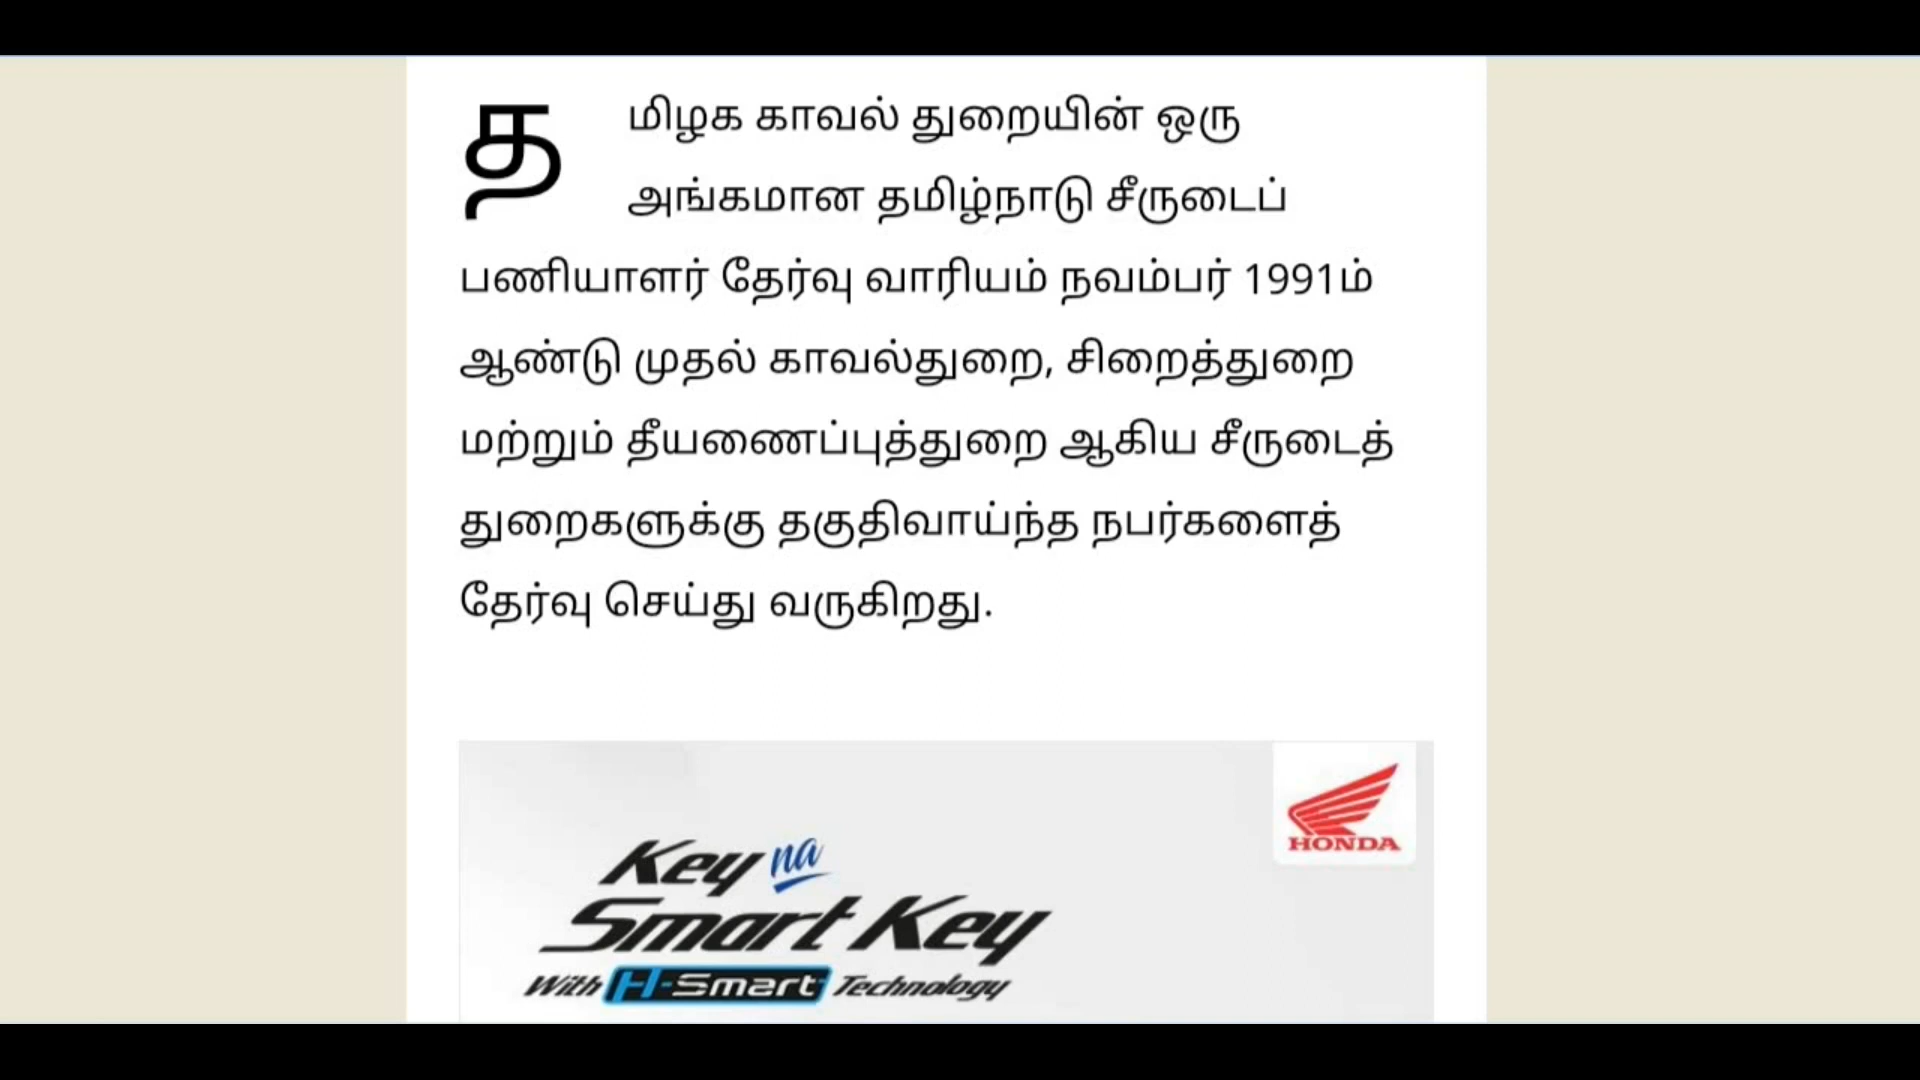 தமிழக காவல் துறையின் ஒரு
அங்கமான தமிழ்நாடு சீருடைப்
பணியாளர் தேர்வு வாரியம் நவம்பர் 1991ம்
ஆண்டு முதல் காவல்துறை, சிறைத்துறை
மற்றும் தீயணைப்புத்துறை ஆகிய சீருடைத்
துறைகளுக்கு தகுதிவாய்ந்த நபர்களைத்
தேர்வு செய்து வருகிறது.
HONDA
Key na
Smart Key
With H-Smart Technology